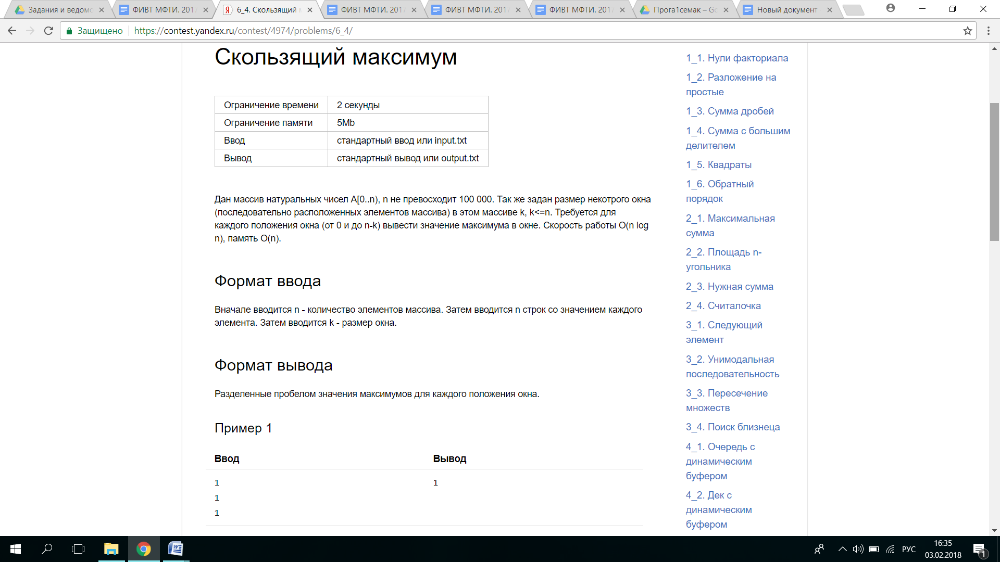 Задания и ведомо
ФИВТ МФТИ. 2017
6_4. Скользящий м
ФИВТ МФТИ. 2017
ФИВТ МФТИ. 2017
ФИВТ МФТИ. 2017
Прога1семак – Go
Новый документ
Защищено
https://contest.yandex.ru/contest/4974/problems/6_4/
Скользящий максимум
Ограничение времени 2 секунды
Ограничение памяти 5Mb
Ввод стандартный ввод или input.txt
Вывод стандартный вывод или output.txt
Дан массив натуральных чисел A[0..n), n не превосходит 100 000. Так же задан размер некотрого окна
(последовательно расположенных элементов массива) в этом массиве k, k<=n. Требуется для
каждого положения окна (от 0 и до n-k) вывести значение максимума в окне. Скорость работы O(n log
n), память O(n).
Формат ввода
Вначале вводится n - количество элементов массива. Затем вводится n строк со значением каждого
элемента. Затем вводится k - размер окна.
Формат вывода
Разделенные пробелом значения максимумов для каждого положения окна.
Пример 1
Ввод Вывод
1 1
1
1
1_1. Нули факториала
1_2. Разложение на
простые
1_3. Сумма дробей
1_4. Сумма с большим
делителем
1_5. Квадраты
1_6. Обратный
порядок
2_1. Максимальная
сумма
2_2. Площадь n-
угольника
2_3. Нужная сумма
2_4. Считалочка
3_1. Следующий
элемент
3_2. Унимодальная
последовательность
3_3. Пересечение
множеств
3_4. Поиск близнеца
4_1. Очередь с
динамическим
буфером
4_2. Дек с
динамическим
буфером
РУС
16:35
03.02.2018
1